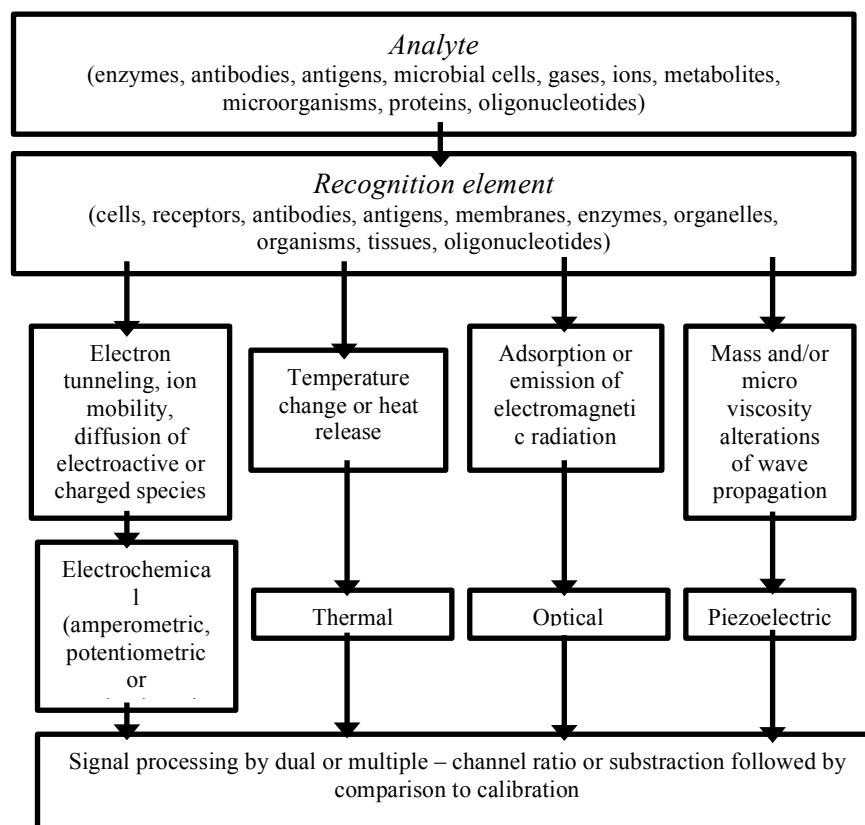 Analyte
(enzymes, antibodies, antigens, microbial cells, gases, ions, metabolites,
microorganisms, proteins, oligonucleotides)
Recognition element
(cells, receptors, antibodies, antigens, membranes, enzymes, organelles,
organisms, tissues, oligonucleotides)
Electron
tunneling, ion
mobility,
diffusion of
electroactive or
charged species
Temperature
change or heat
release
Adsorption or
emission of
electromagneti
c radiation
Mass and/or
micro
viscosity
alterations
of wave
propagation
Electrochemica
l
(amperometric,
potentiometric
or
Thermal
Optical
Piezoelectric
Signal processing by dual or multiple – channel ratio or substraction followed by
comparison to calibration